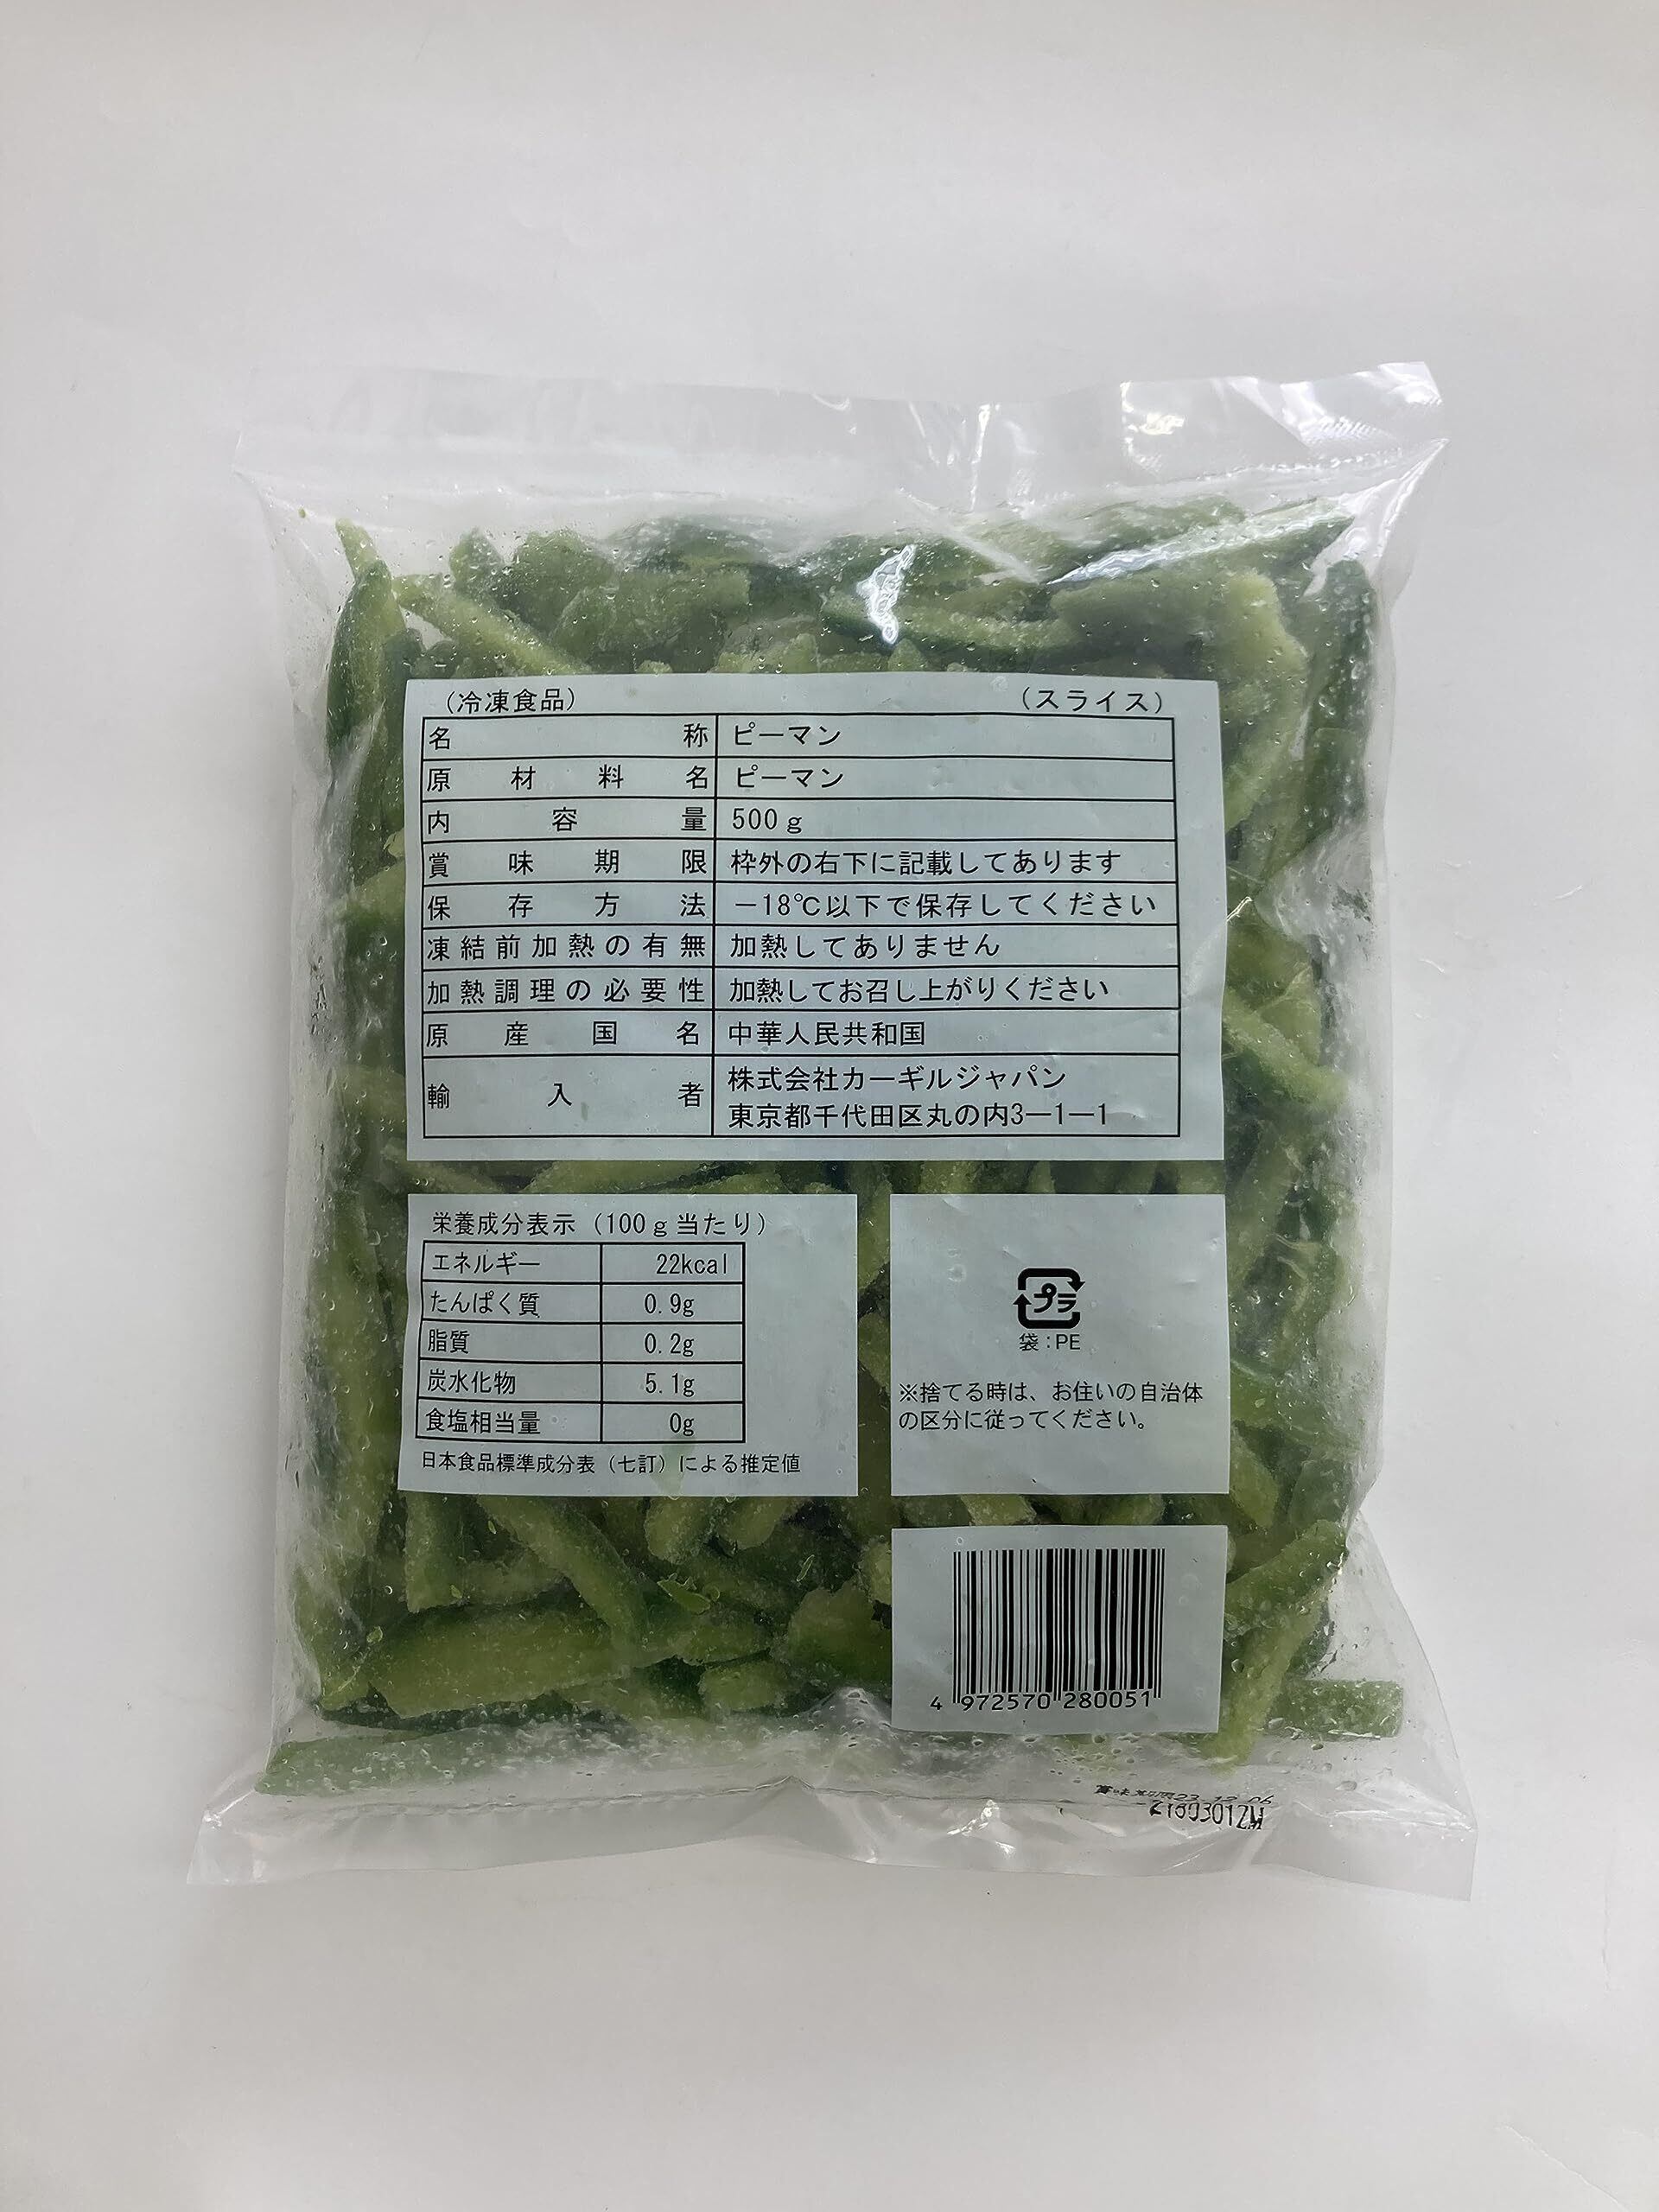 （冷凍食品） （スライス）
名称 ピーマン
原材料名 ピーマン
内容量 500g
賞味期限 枠外の右下に記載してあります
保存方法 －18℃以下で保存してください
凍結前加熱の有無 加熱してありません
加熱調理の必要性 加熱してお召し上がりください
原産国名 中華人民共和国
輸入者 株式会社カーギルジャパン
東京都千代田区丸の内3－1－1
栄養成分表示（100g当たり）
エネルギー 22kcal
たんぱく質 0.9g
脂質 0.2g
炭水化物 5.1g
食塩相当量 0g
日本食品標準成分表（七訂）による推定値
プラ
袋：PE
※捨てる時は、お住いの自治体
の区分に従ってください。
4 972570 280051
賞味期限23.12.06